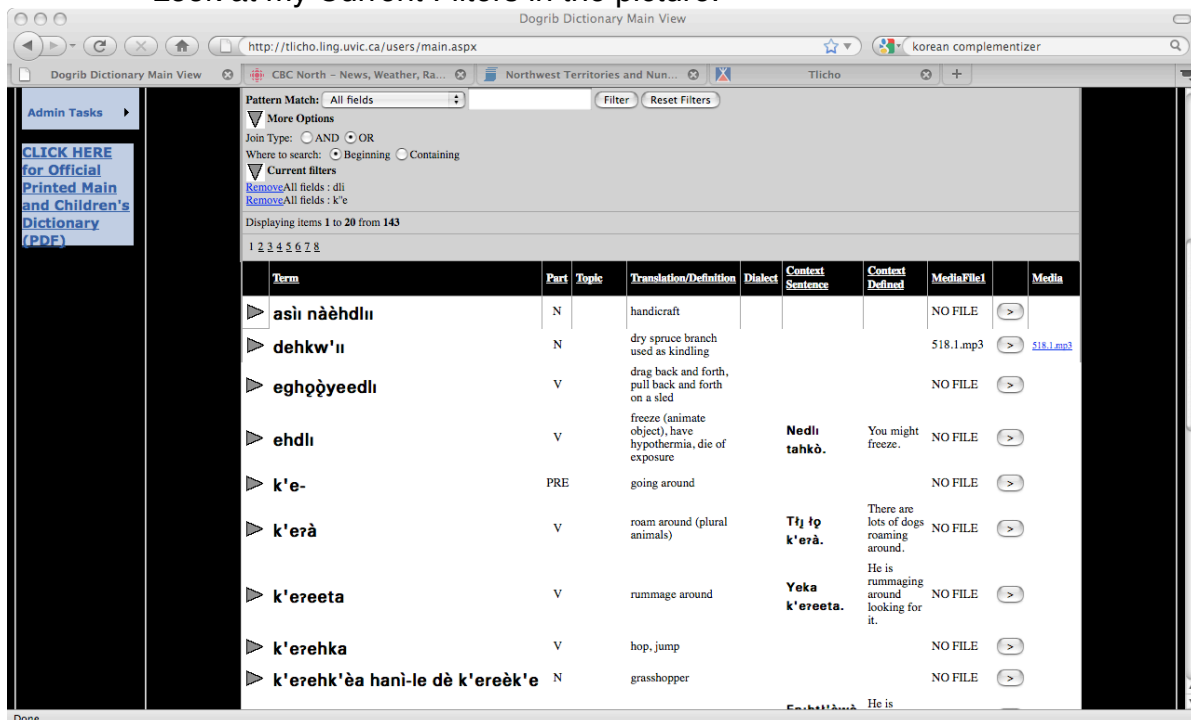 Look at my Current Filters in the picture.
Dogrib Dictionary Main View
http://tlicho.ling.uvic.ca/users/main.aspx
korean complementizer
Dogrib Dictionary Main View
CBC North – News, Weather, Ra...
Northwest Territories and Nun...
Tlicho
Admin Tasks
CLICK HERE
for Official
Printed Main
and Children's
Dictionary
(PDF)
Pattern Match: All fields Filter Reset Filters
More Options
Join Type: AND OR
Where to search: Beginning Containing
Current filters
RemoveAll fields : dli
RemoveAll fields : k''e
Displaying items 1 to 20 from 143
1 2 3 4 5 6 7 8
Term Part Topic Translation/Definition Dialect Context Sentence Context Defined MediaFile1 Media
asìı nàèhdlıı N handicraft NO FILE >
dehkw'ıı N dry spruce branch
used as kindling 518.1.mp3 > 518.1.mp3
eghǫǫ̀yeedlı V drag back and forth,
pull back and forth
on a sled NO FILE >
ehdlı V freeze (animate
object), have
hypothermia, die of
exposure Nedlı
tahkò. You might
freeze. NO FILE >
k'e- PRE going around NO FILE >
k'eɂà V roam around (plural
animals) Tłı̨ łǫ
k'eɂà. There are
lots of dogs
roaming
around. NO FILE >
k'eɂeeta V rummage around Yeka
k'eɂeeta. He is
rummaging
around
looking for
it. NO FILE >
k'eɂehka V hop, jump NO FILE >
k'eɂehk'èa hanì-le dè k'ereèk'e N grasshopper NO FILE >
He is
Done